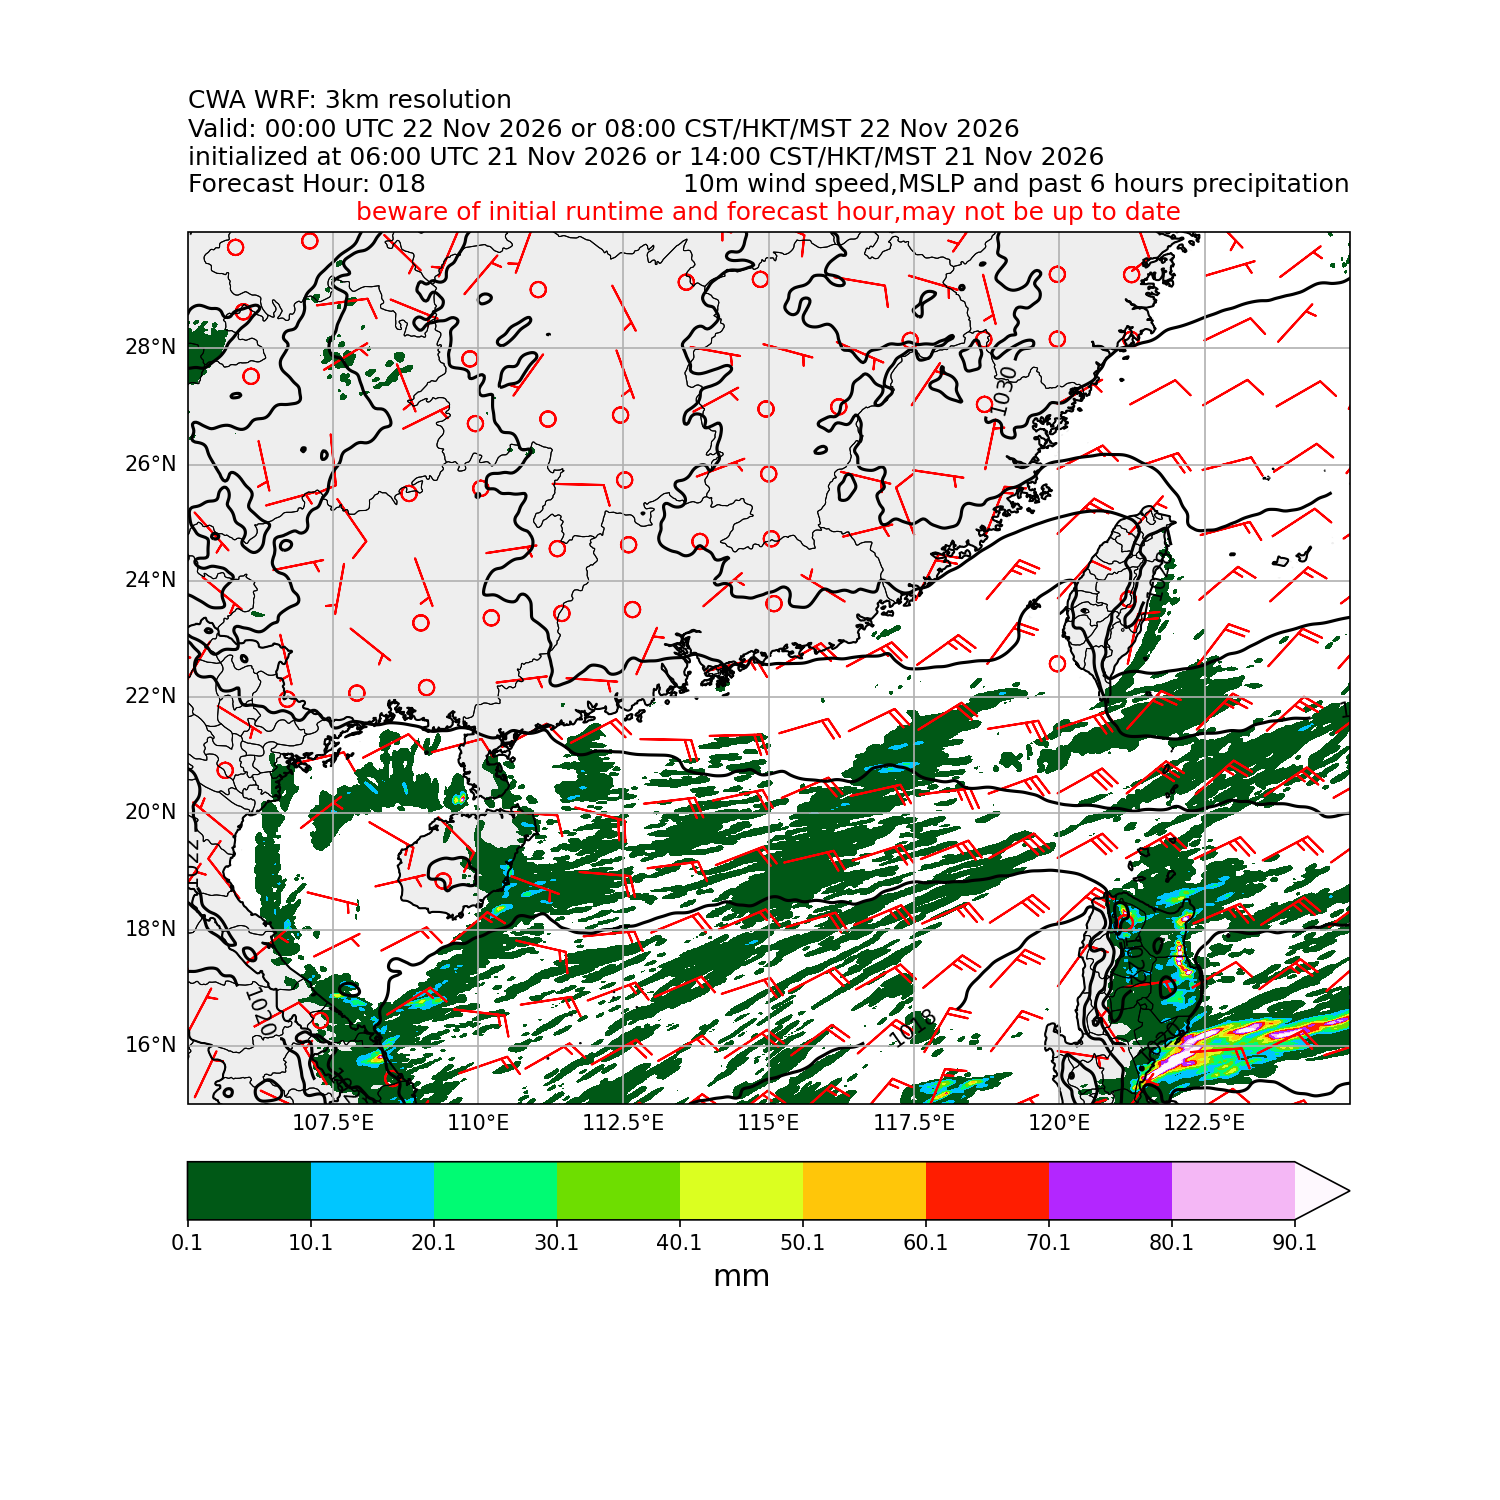 CWA WRF: 3km resolution
Valid: 00:00 UTC 22 Nov 2026 or 08:00 CST/HKT/MST 22 Nov 2026
initialized at 06:00 UTC 21 Nov 2026 or 14:00 CST/HKT/MST 21 Nov 2026
Forecast Hour: 018 10m wind speed,MSLP and past 6 hours precipitation
beware of initial runtime and forecast hour,may not be up to date
28°N
1030
26°N
24°N
22°N
20°N
18°N
1020
1018
1020
16°N
107.5°E 110°E 112.5°E 115°E 117.5°E 120°E 122.5°E
0.1 10.1 20.1 30.1 40.1 50.1 60.1 70.1 80.1 90.1
mm